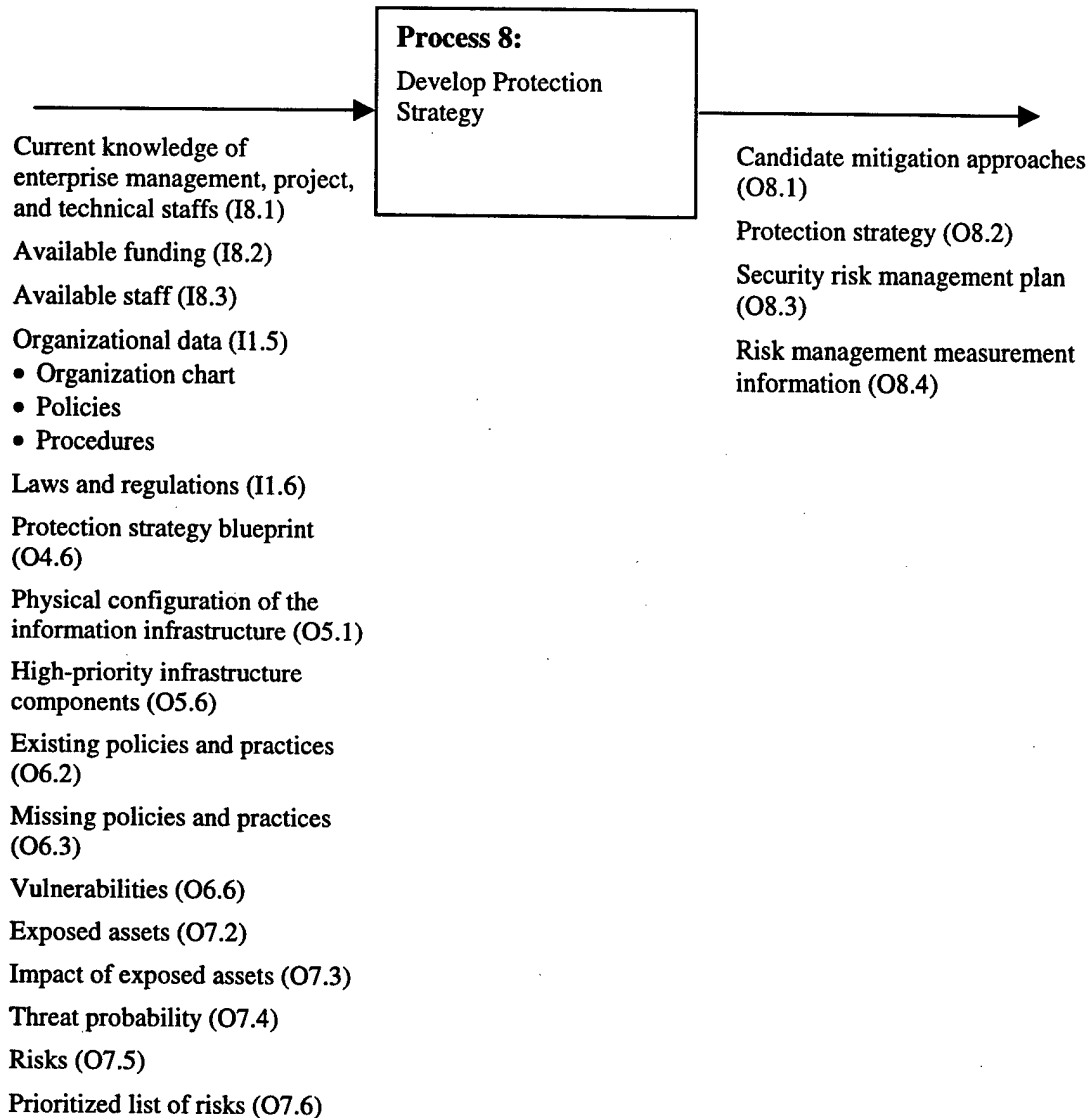 Process 8:
Develop Protection
Strategy
Current knowledge of
enterprise management, project,
and technical staffs (I8.1)
Available funding (I8.2)
Available staff (I8.3)
Organizational data (I1.5)
• Organization chart
• Policies
• Procedures
Laws and regulations (I1.6)
Protection strategy blueprint
(O4.6)
Physical configuration of the
information infrastructure (O5.1)
High-priority infrastructure
components (O5.6)
Existing policies and practices
(O6.2)
Missing policies and practices
(O6.3)
Vulnerabilities (O6.6)
Exposed assets (O7.2)
Impact of exposed assets (O7.3)
Threat probability (O7.4)
Risks (O7.5)
Prioritized list of risks (O7.6)
Candidate mitigation approaches
(O8.1)
Protection strategy (O8.2)
Security risk management plan
(O8.3)
Risk management measurement
information (O8.4)